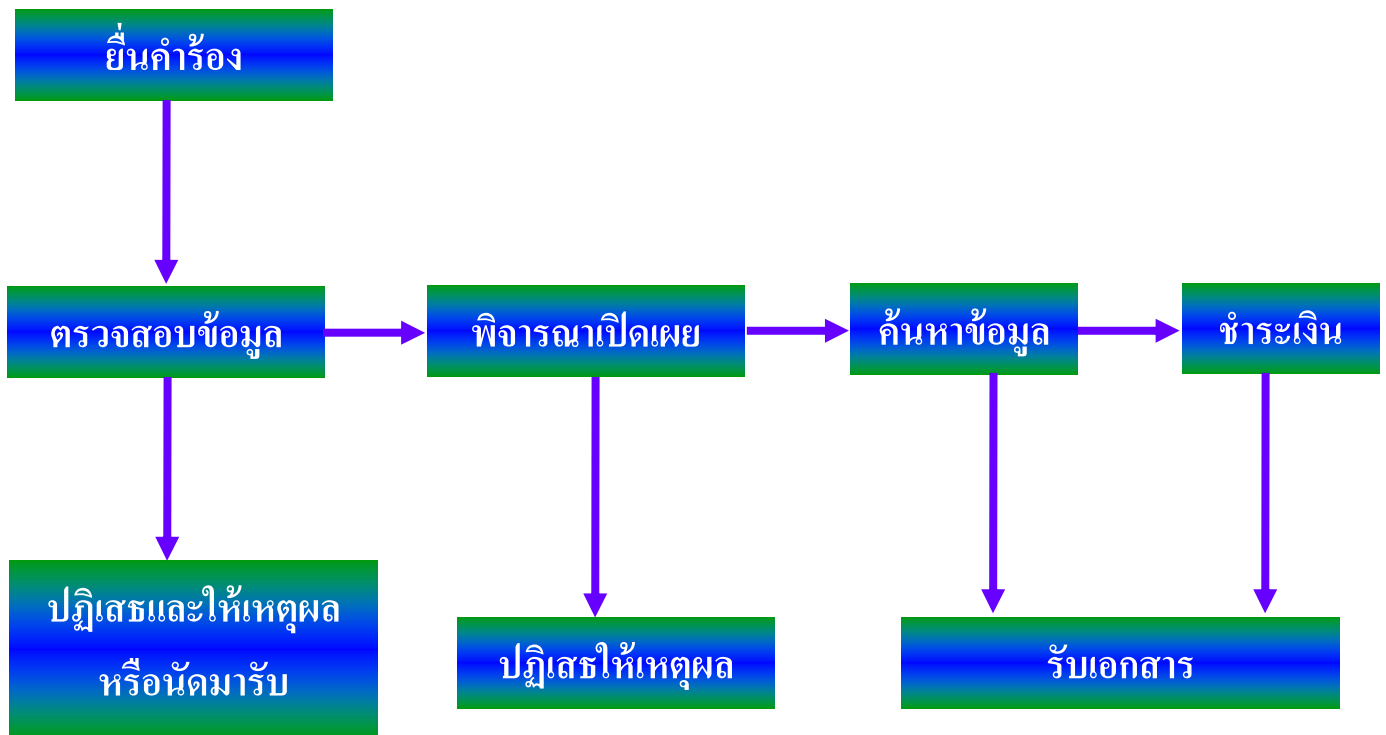 ยื่นคำร้อง
ตรวจสอบข้อมูล
พิจารณาเปิดเผย
ค้นหาข้อมูล
ชำระเงิน
ปฏิเสธและให้เหตุผล
หรือนัดมารับ
ปฏิเสธให้เหตุผล
รับเอกสาร